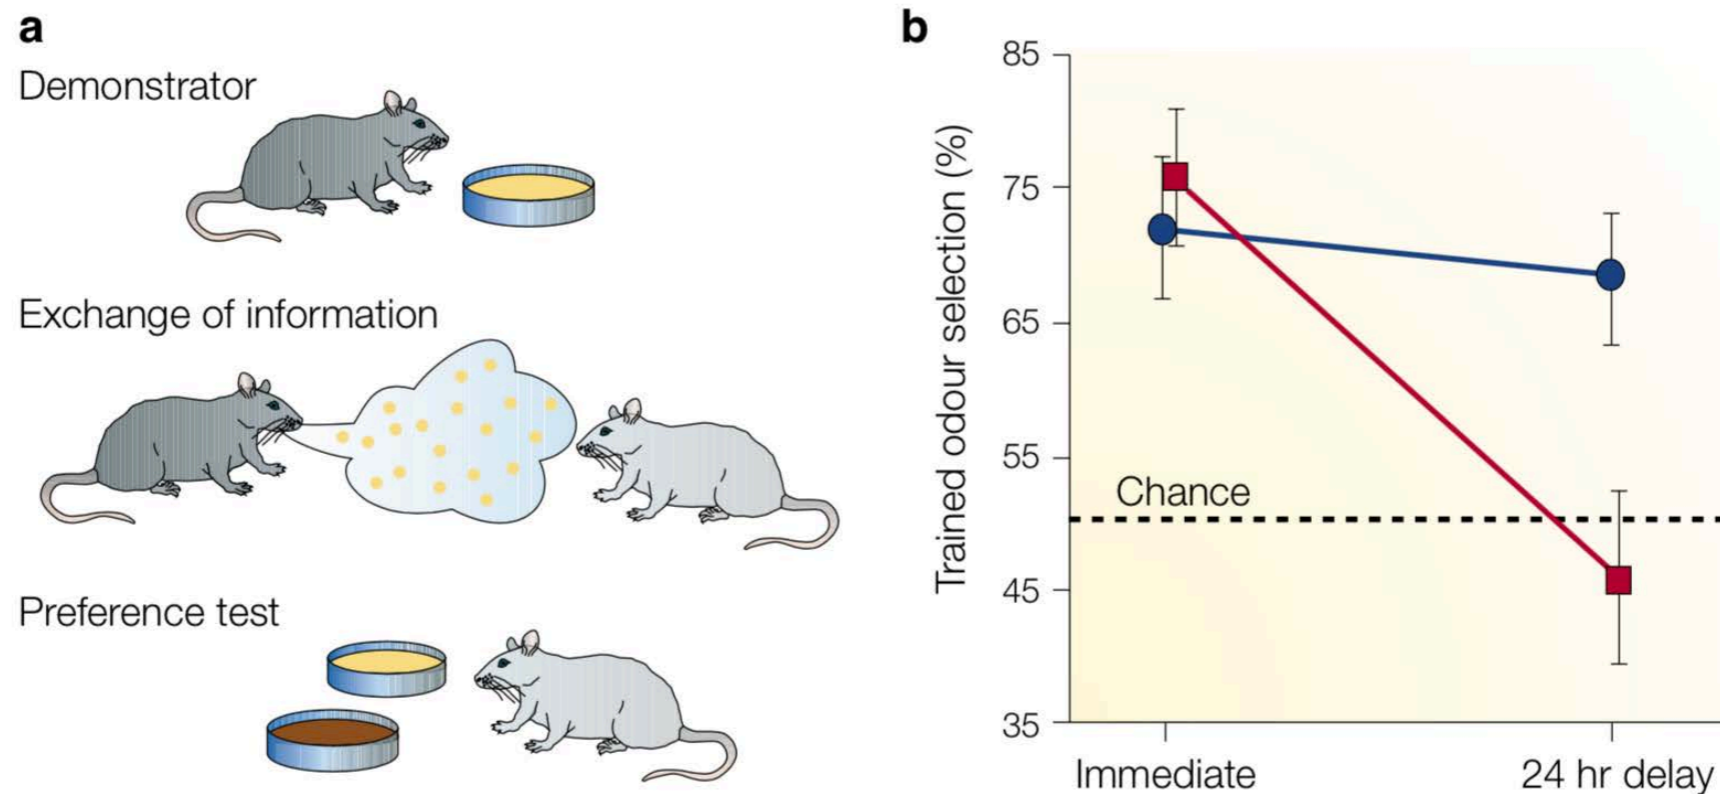 a
Demonstrator
Exchange of information
Preference test
b
Trained odour selection (%)
85
75
65
55
45
35
Chance
Immediate
24 hr delay